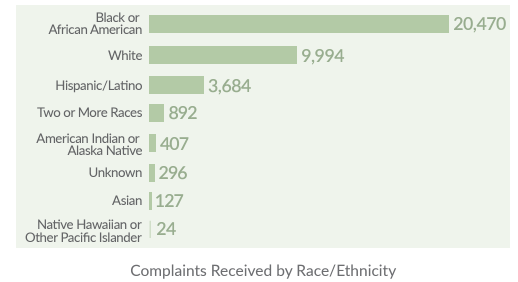 Black or
African American
20,470
White
9,994
Hispanic/Latino
3,684
Two or More Races
892
American Indian or
Alaska Native
407
Unknown
296
Asian
127
Native Hawaiian or
Other Pacific Islander
24
Complaints Received by Race/Ethnicity